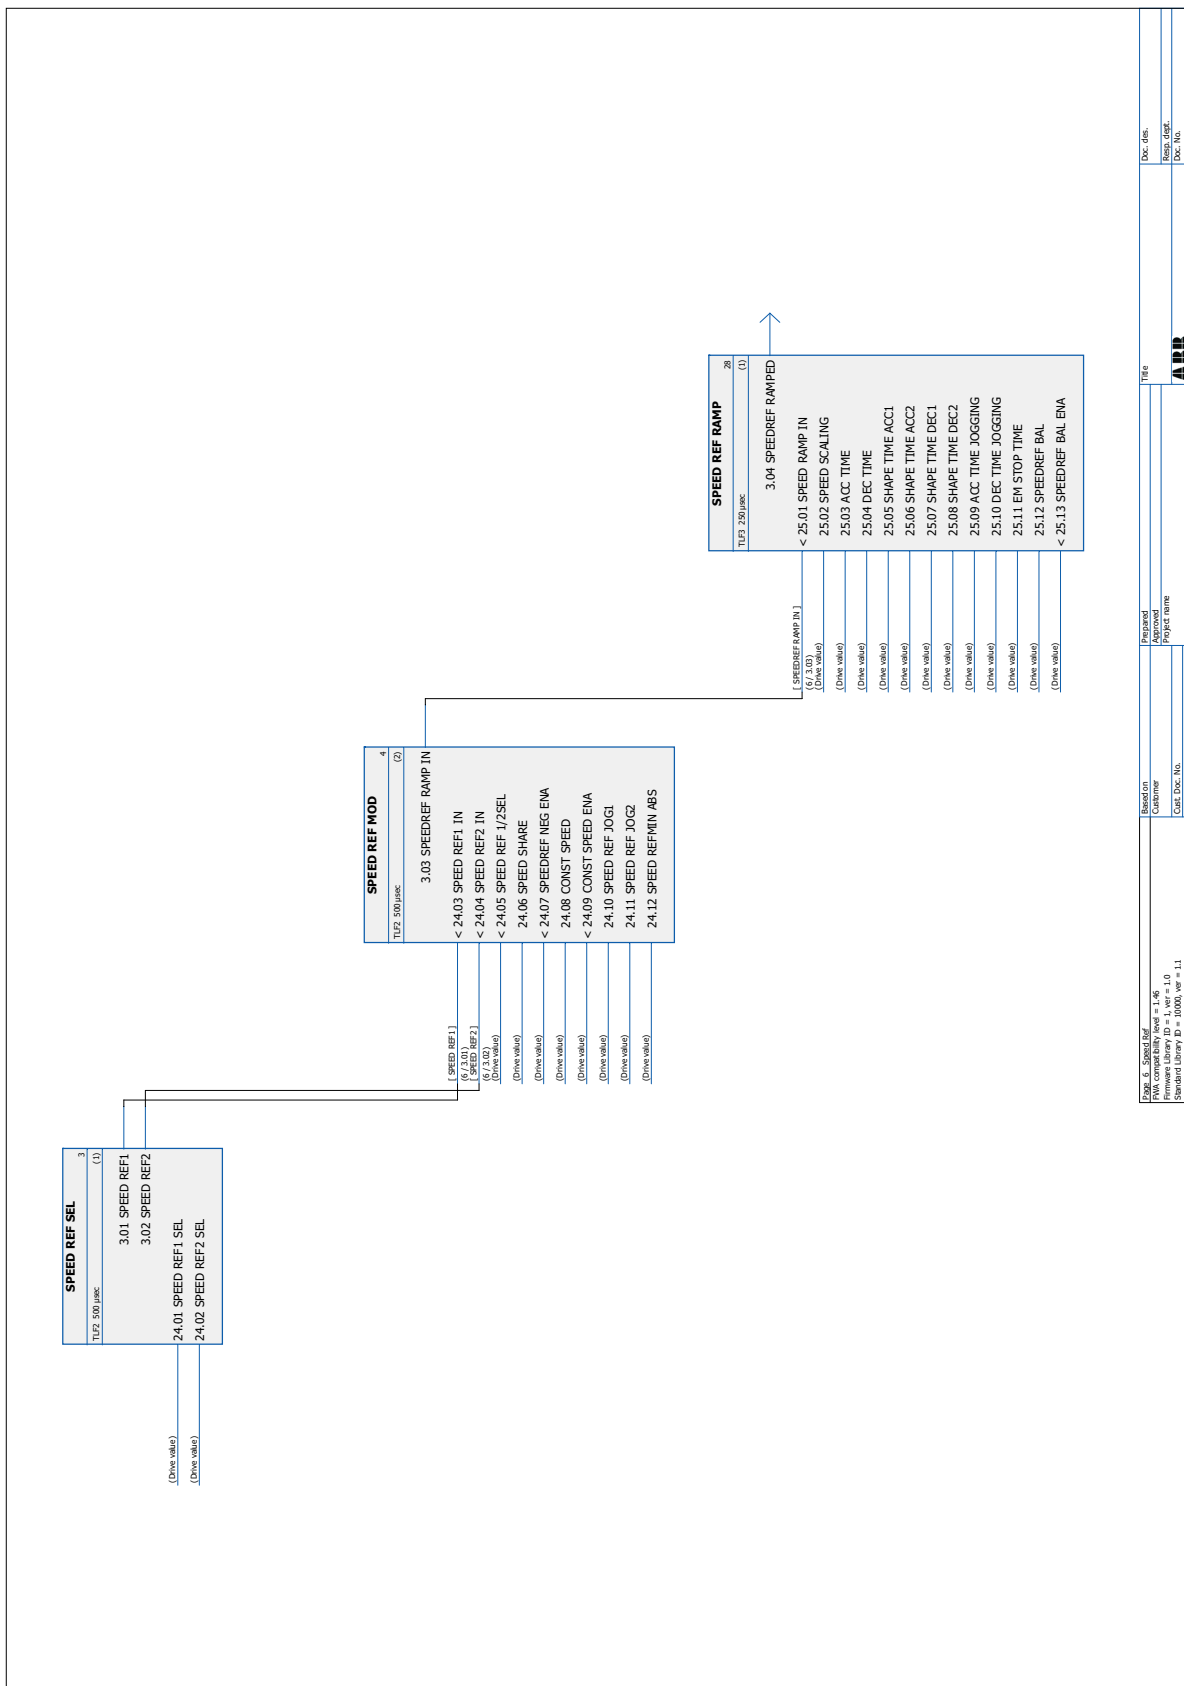 SPEED REF SEL
3
TLF2 500 µsec
(1)
3.01 SPEED REF1
3.02 SPEED REF2
24.01 SPEED REF1 SEL
24.02 SPEED REF2 SEL
(Drive value)
(Drive value)
SPEED REF MOD
4
TLF2 500 µsec
(2)
3.03 SPEEDREF RAMP IN
< 24.03 SPEED REF1 IN
< 24.04 SPEED REF2 IN
< 24.05 SPEED REF 1/2SEL
24.06 SPEED SHARE
< 24.07 SPEEDREF NEG ENA
24.08 CONST SPEED
< 24.09 CONST SPEED ENA
24.10 SPEED REF JOG1
24.11 SPEED REF JOG2
24.12 SPEED REFMIN ABS
[ SPEED REF1 ]
(6 / 3.01)
[ SPEED REF2 ]
(6 / 3.02)
(Drive value)
(Drive value)
(Drive value)
(Drive value)
(Drive value)
(Drive value)
(Drive value)
(Drive value)
SPEED REF RAMP
28
TLF3 250 µsec
(1)
3.04 SPEEDREF RAMPED
< 25.01 SPEED RAMP IN
25.02 SPEED SCALING
25.03 ACC TIME
25.04 DEC TIME
25.05 SHAPE TIME ACC1
25.06 SHAPE TIME ACC2
25.07 SHAPE TIME DEC1
25.08 SHAPE TIME DEC2
25.09 ACC TIME JOGGING
25.10 DEC TIME JOGGING
25.11 EM STOP TIME
25.12 SPEEDREF BAL
< 25.13 SPEEDREF BAL ENA
[ SPEEDREF RAMP IN ]
(6 / 3.03)
(Drive value)
(Drive value)
(Drive value)
(Drive value)
(Drive value)
(Drive value)
(Drive value)
(Drive value)
(Drive value)
(Drive value)
(Drive value)
(Drive value)
Page 6 Speed Ref
FWA compatibility level = 1.46
Firmware Library ID = 1, ver = 1.0
Standard Library ID = 10000, ver = 1.1
Based on
Customer
Cust. Doc. No.
Prepared
Approved
Project name
Title
ABB
Doc. des.
Resp. dept.
Doc. No.